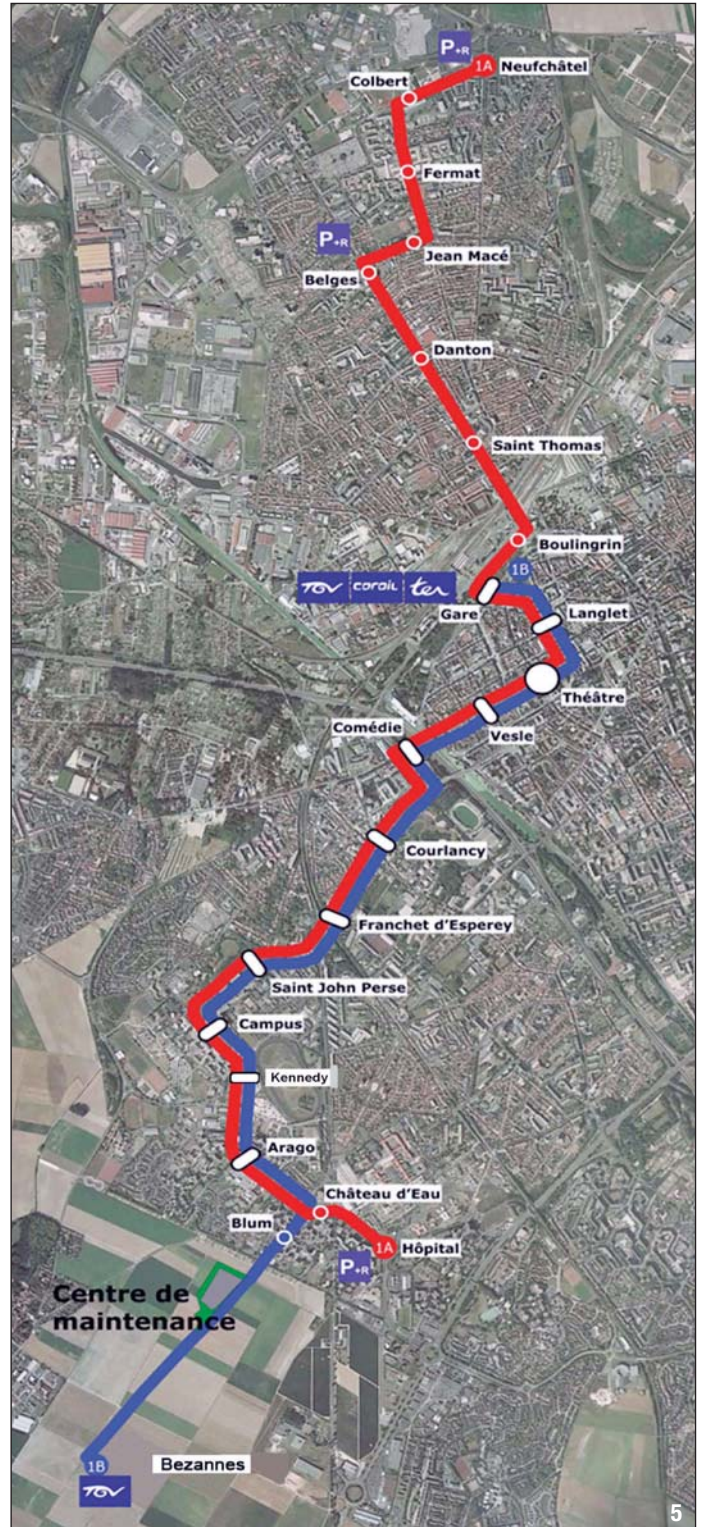 P+R
1A Neufchâtel
Colbert
Fermat
P+R
Jean Macé
Belges
Danton
Saint Thomas
Boulingrin
1B
TGV corail ter
Gare
Langlet
Théâtre
Vesle
Comédie
Courlancy
Franchet d'Esperey
Saint John Perse
Campus
Kennedy
Arago
Château d'Eau
Blum
1A Hôpital
P+R
Centre de
maintenance
1B
Bezannes
TGV
5